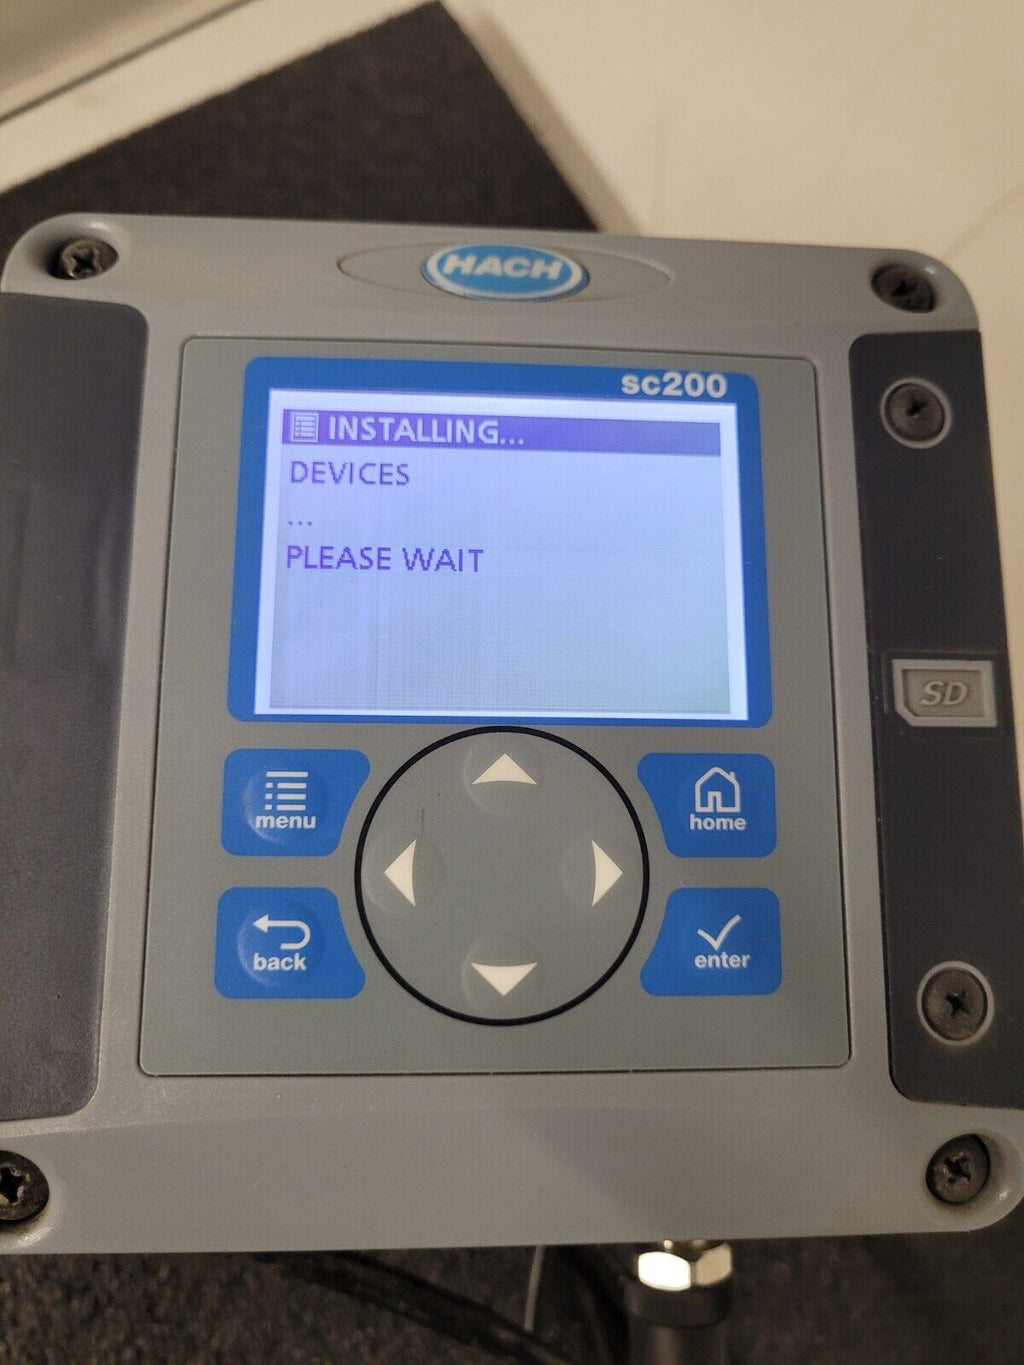 HACH
sc200
INSTALLING...
DEVICES
...
PLEASE WAIT
SD
menu
home
back
enter